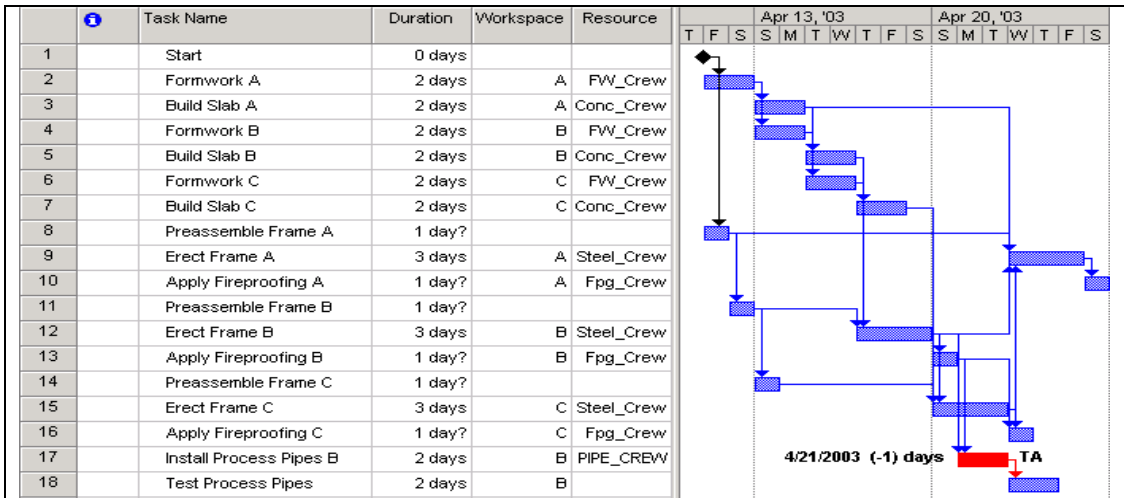 Task Name Duration Workspace Resource Apr 13, '03 Apr 20, '03
T F S S M T W T F S S M T W T F S
1 Start 0 days
2 Formwork A 2 days A FW_Crew
3 Build Slab A 2 days A Conc_Crew
4 Formwork B 2 days B FW_Crew
5 Build Slab B 2 days B Conc_Crew
6 Formwork C 2 days C FW_Crew
7 Build Slab C 2 days C Conc_Crew
8 Preassemble Frame A 1 day?
9 Erect Frame A 3 days A Steel_Crew
10 Apply Fireproofing A 1 day? A Fpg_Crew
11 Preassemble Frame B 1 day?
12 Erect Frame B 3 days B Steel_Crew
13 Apply Fireproofing B 1 day? B Fpg_Crew
14 Preassemble Frame C 1 day?
15 Erect Frame C 3 days C Steel_Crew
16 Apply Fireproofing C 1 day? C Fpg_Crew
17 Install Process Pipes B 2 days B PIPE_CREW 4/21/2003 (-1) days TA
18 Test Process Pipes 2 days B